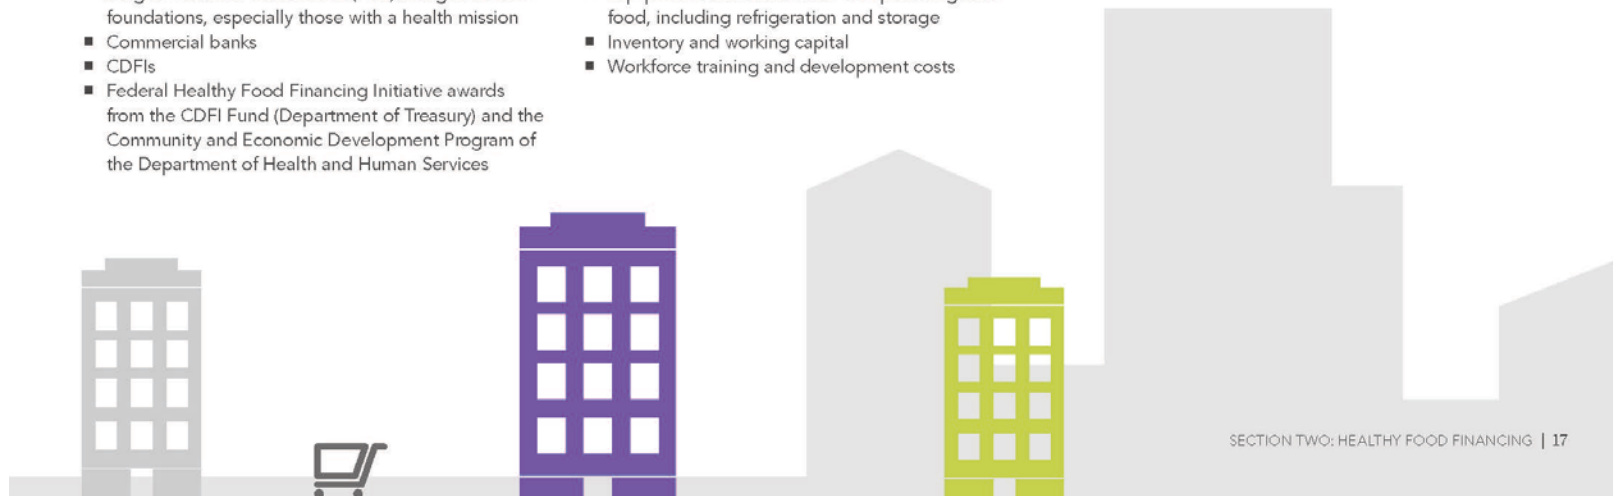 foundations, especially those with a health mission
■ Commercial banks
■ CDFIs
■ Federal Healthy Food Financing Initiative awards
from the CDFI Fund (Department of Treasury) and the
Community and Economic Development Program of
the Department of Health and Human Services
food, including refrigeration and storage
■ Inventory and working capital
■ Workforce training and development costs
SECTION TWO: HEALTHY FOOD FINANCING | 17